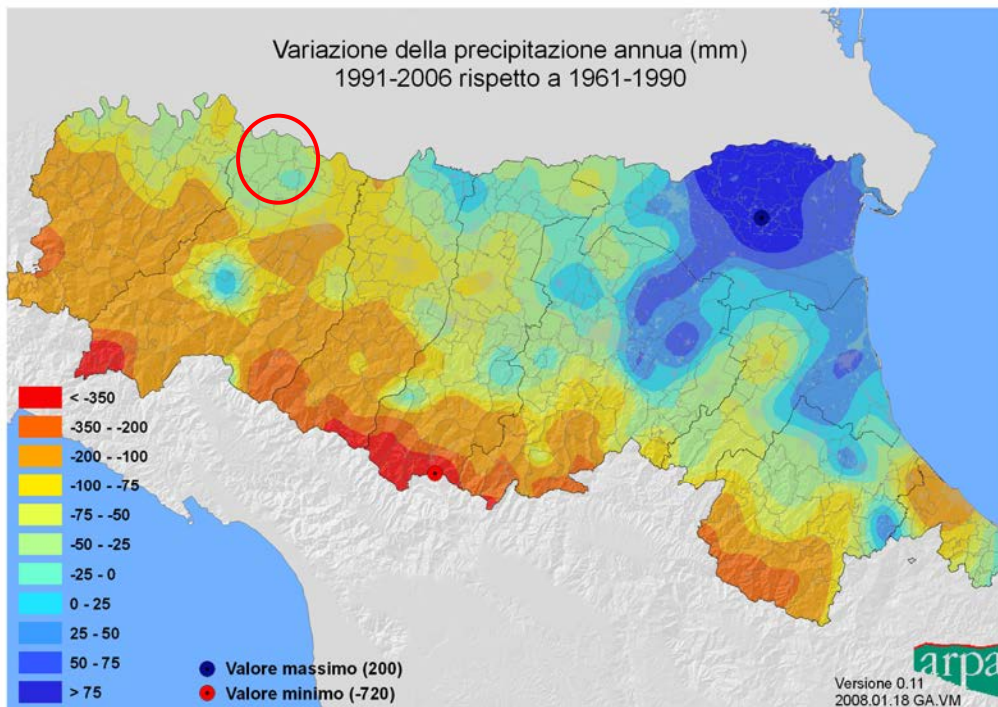 Variazione della precipitazione annua (mm)
1991-2006 rispetto a 1961-1990
< -350
-350 - -200
-200 - -100
-100 - -75
-75 - -50
-50 - -25
-25 - 0
0 - 25
25 - 50
50 - 75
> 75
Valore massimo (200)
Valore minimo (-720)
arpa
Versione 0.11
2008.01.18 GA.VM